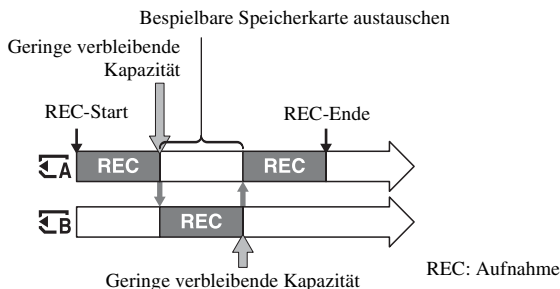 Bespielbare Speicherkarte austauschen
Geringe verbleibende
Kapazität
REC-Start
REC-Ende
A
REC
REC
B
REC
Geringe verbleibende Kapazität
REC: Aufnahme